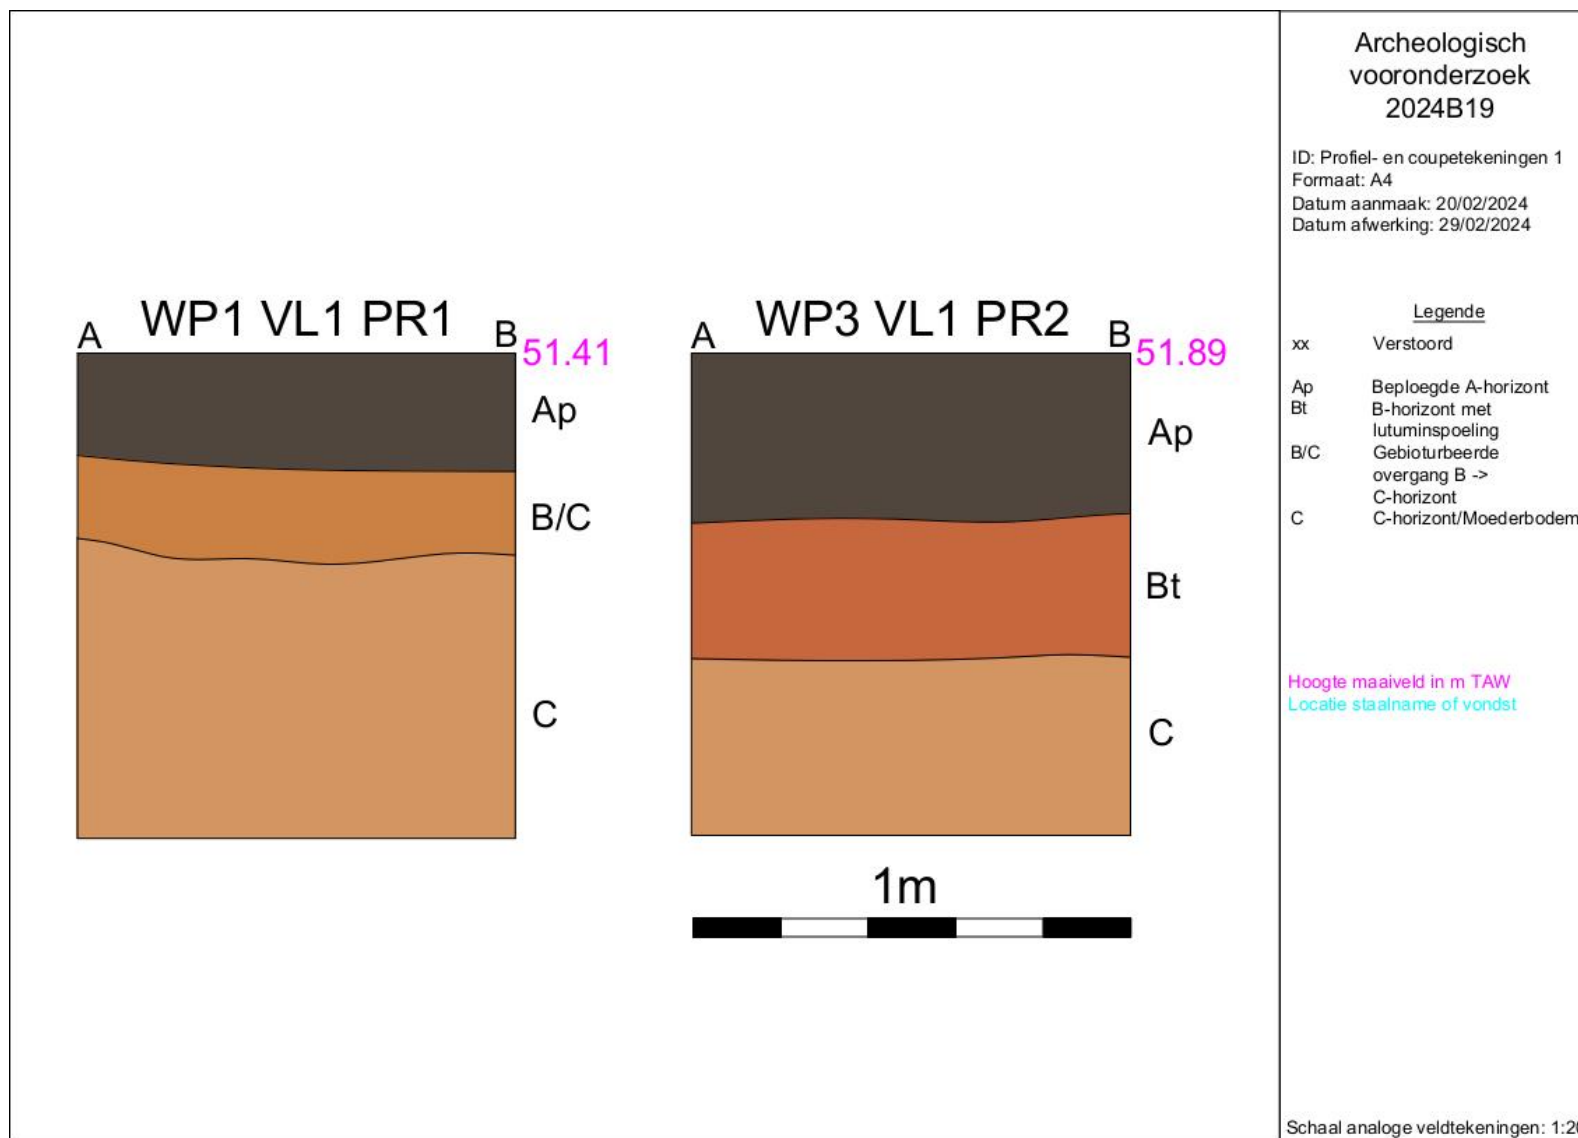 Archeologisch
vooronderzoek
2024B19
ID: Profiel- en coupetekeningen 1
Formaat: A4
Datum aanmaak: 20/02/2024
Datum afwerking: 29/02/2024
A WP1 VL1 PR1 B
51.41
Ap
B/C
C
A WP3 VL1 PR2 B
51.89
Ap
Bt
C
1m
Legende
xx Verstoord
Ap Beploegde A-horizont
Bt B-horizont met
lutuminspoeling
B/C Gebioturbeerde
overgang B ->
C-horizont
C C-horizont/Moederbodem
Hoogte maaiveld in m TAW
Locatie staalname of vondst
Schaal analoge veldtekeningen: 1:20